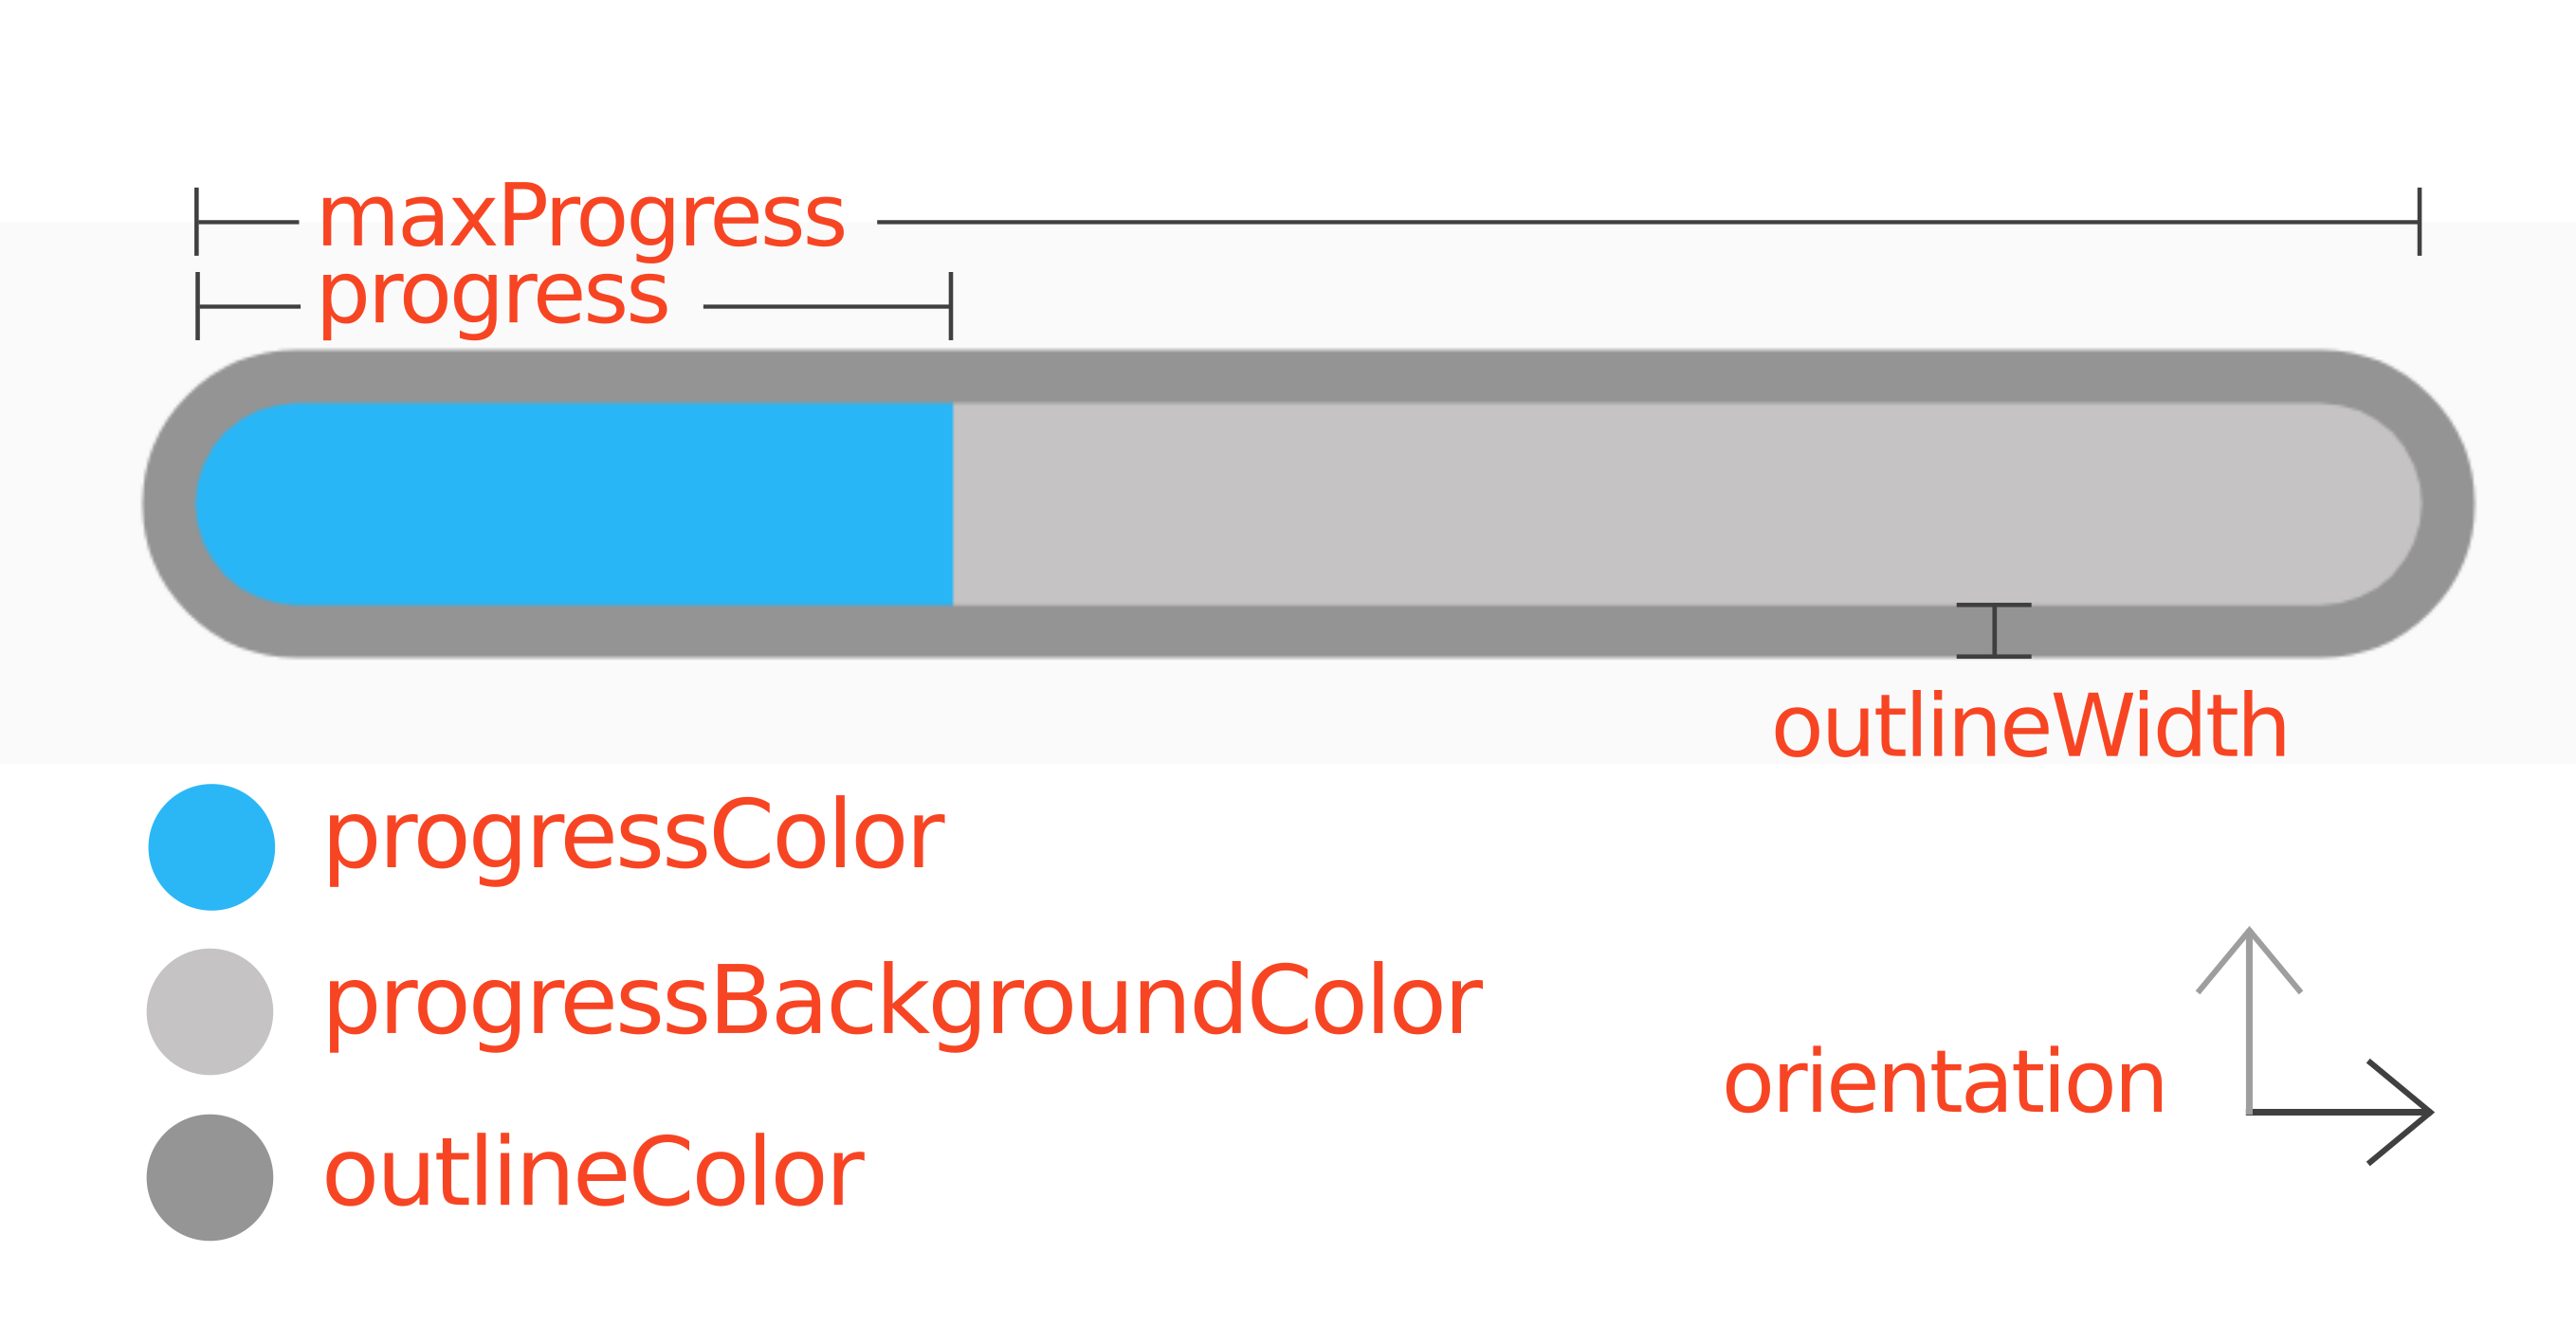 maxProgress
progress
outlineWidth
progressColor
progressBackgroundColor
orientation
outlineColor